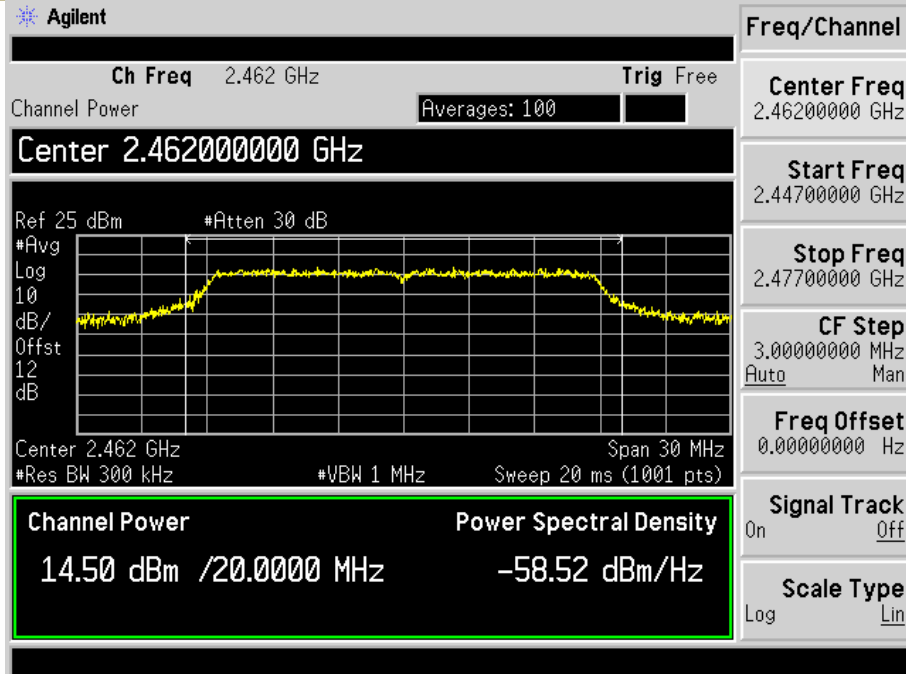 Agilent
Freq/Channel
Ch Freq 2.462 GHz Trig Free
Channel Power Averages: 100
Center 2.462000000 GHz
Ref 25 dBm #Atten 30 dB
#Avg
Log
10
dB/
Offst
12
dB
Center 2.462 GHz Span 30 MHz
#Res BW 300 kHz #VBW 1 MHz Sweep 20 ms (1001 pts)
Channel Power Power Spectral Density
14.50 dBm /20.0000 MHz -58.52 dBm/Hz
Center Freq
2.46200000 GHz
Start Freq
2.44700000 GHz
Stop Freq
2.47700000 GHz
CF Step
3.00000000 MHz
Auto Man
Freq Offset
0.00000000 Hz
Signal Track
On Off
Scale Type
Log Lin